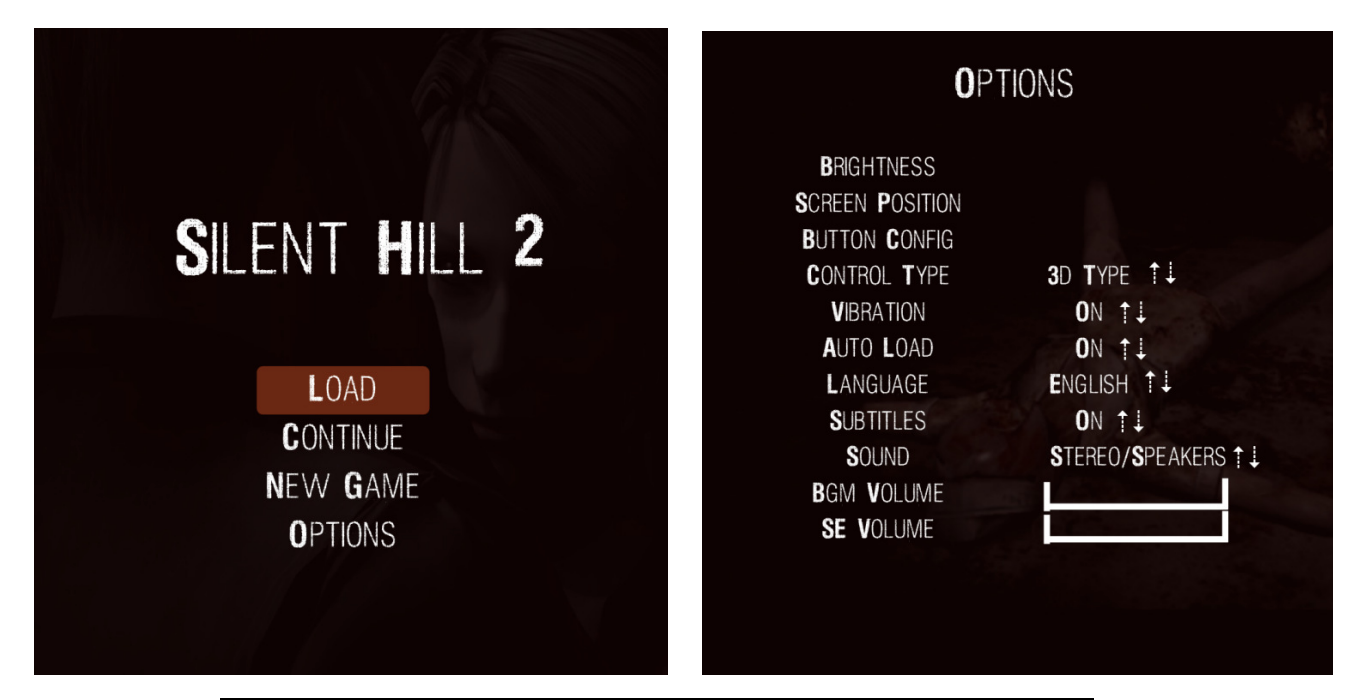 SILENT HILL 2
LOAD
CONTINUE
NEW GAME
OPTIONS
OPTIONS
BRIGHTNESS
SCREEN POSITION
BUTTON CONFIG
CONTROL TYPE 3D TYPE ↑↓
VIBRATION ON ↑↓
AUTO LOAD ON ↑↓
LANGUAGE ENGLISH ↑↓
SUBTITLES ON ↑↓
SOUND STEREO/SPEAKERS ↑↓
BGM VOLUME
SE VOLUME